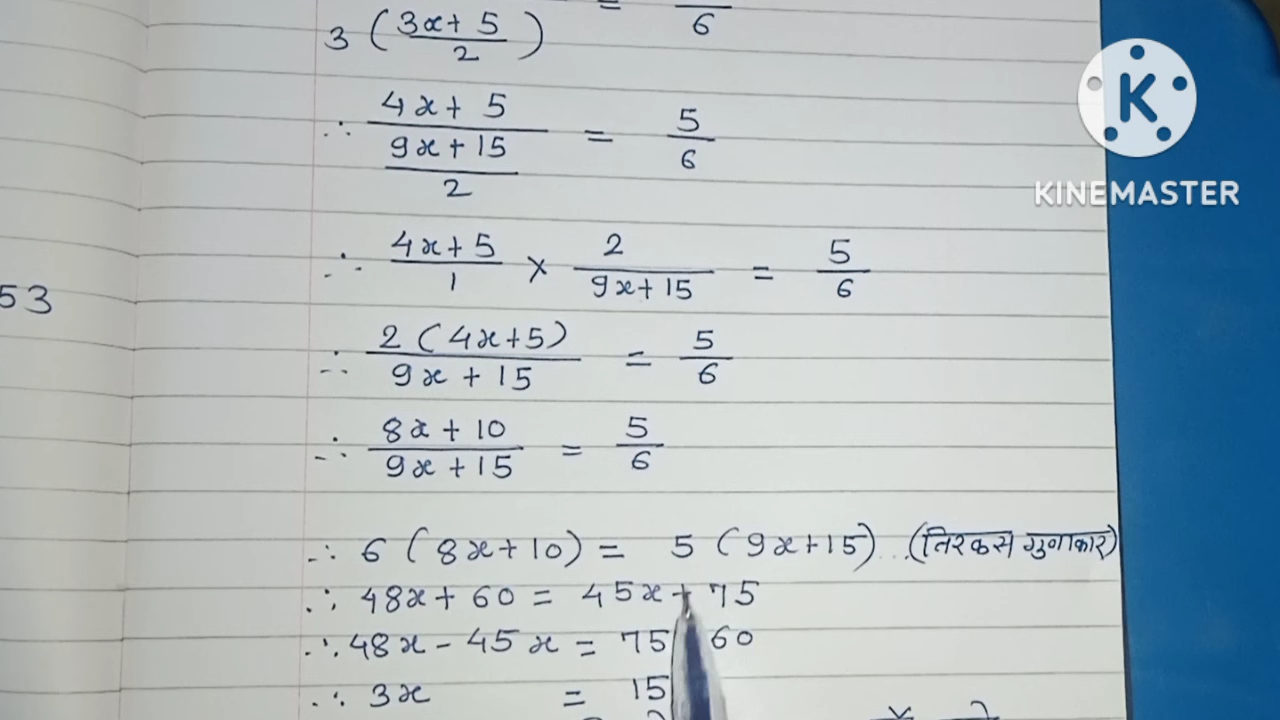 3 ( (3x + 5)/2 ) = /6
∴ (4x + 5)/((9x + 15)/2) = 5/6
∴ (4x + 5)/1 × 2/(9x + 15) = 5/6
53
∴ 2 (4x + 5)/(9x + 15) = 5/6
∴ (8x + 10)/(9x + 15) = 5/6
∴ 6 (8x + 10) = 5 (9x + 15) ... (तिरकस गुणाकार)
∴ 48x + 60 = 45x + 75
∴ 48x - 45x = 75 60
∴ 3x = 15
K
KINEMASTER